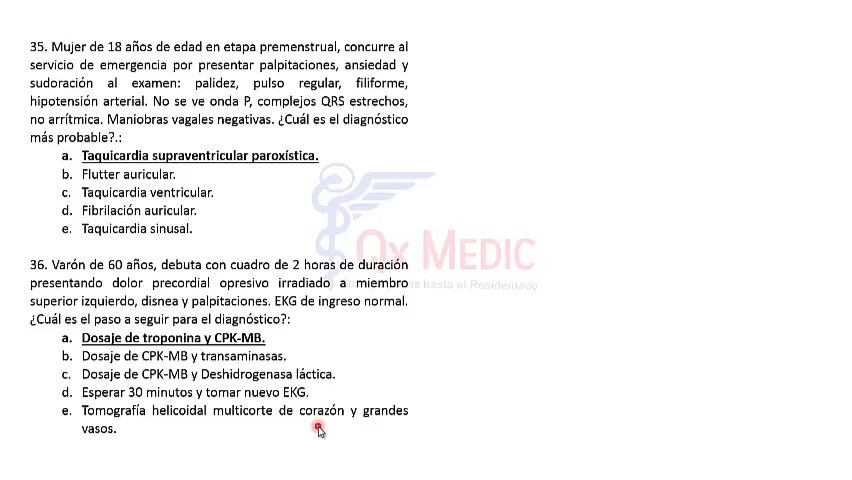 35. Mujer de 18 años de edad en etapa premenstrual, concurre al
servicio de emergencia por presentar palpitaciones, ansiedad y
sudoración al examen: palidez, pulso regular, filiforme,
hipotensión arterial. No se ve onda P, complejos QRS estrechos,
no arrítmica. Maniobras vagales negativas. ¿Cuál es el diagnóstico
más probable?.:
a. Taquicardia supraventricular paroxística.
b. Flutter auricular.
c. Taquicardia ventricular.
d. Fibrilación auricular.
e. Taquicardia sinusal.
QX MEDIC
hasta el Residentado
36. Varón de 60 años, debuta con cuadro de 2 horas de duración
presentando dolor precordial opresivo irradiado a miembro
superior izquierdo, disnea y palpitaciones. EKG de ingreso normal.
¿Cuál es el paso a seguir para el diagnóstico?:
a. Dosaje de troponina y CPK-MB.
b. Dosaje de CPK-MB y transaminasas.
c. Dosaje de CPK-MB y Deshidrogenasa láctica.
d. Esperar 30 minutos y tomar nuevo EKG.
e. Tomografía helicoidal multicorte de corazón y grandes
vasos.